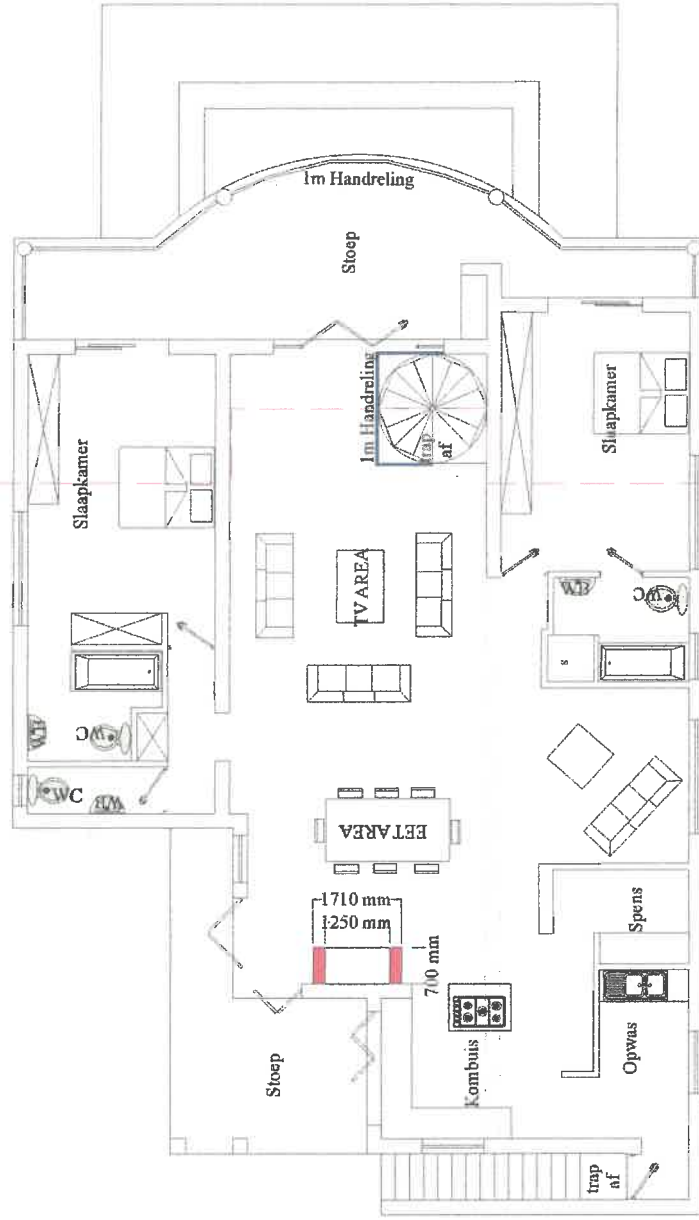 1m Handreling
Stoep
Slaapkamer
1m Handreling
trap
af
Slaapkamer
TV AREA
WB
WC
s
WB
WC
WC
WB
EETAREA
1710 mm
1250 mm
700 mm
Spens
Stoep
Kombuis
Opwas
trap
af